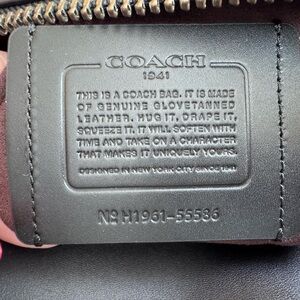 COACH
1941
THIS IS A COACH BAG. IT IS MADE
OF GENUINE GLOVETANNED
LEATHER. HUG IT, DRAPE IT,
SQUEEZE IT. IT WILL SOFTEN WITH
TIME AND TAKE ON A CHARACTER
THAT MAKES IT UNIQUELY YOURS.
DESIGNED IN NEW YORK CITY SINCE 1941
No H1961-55536